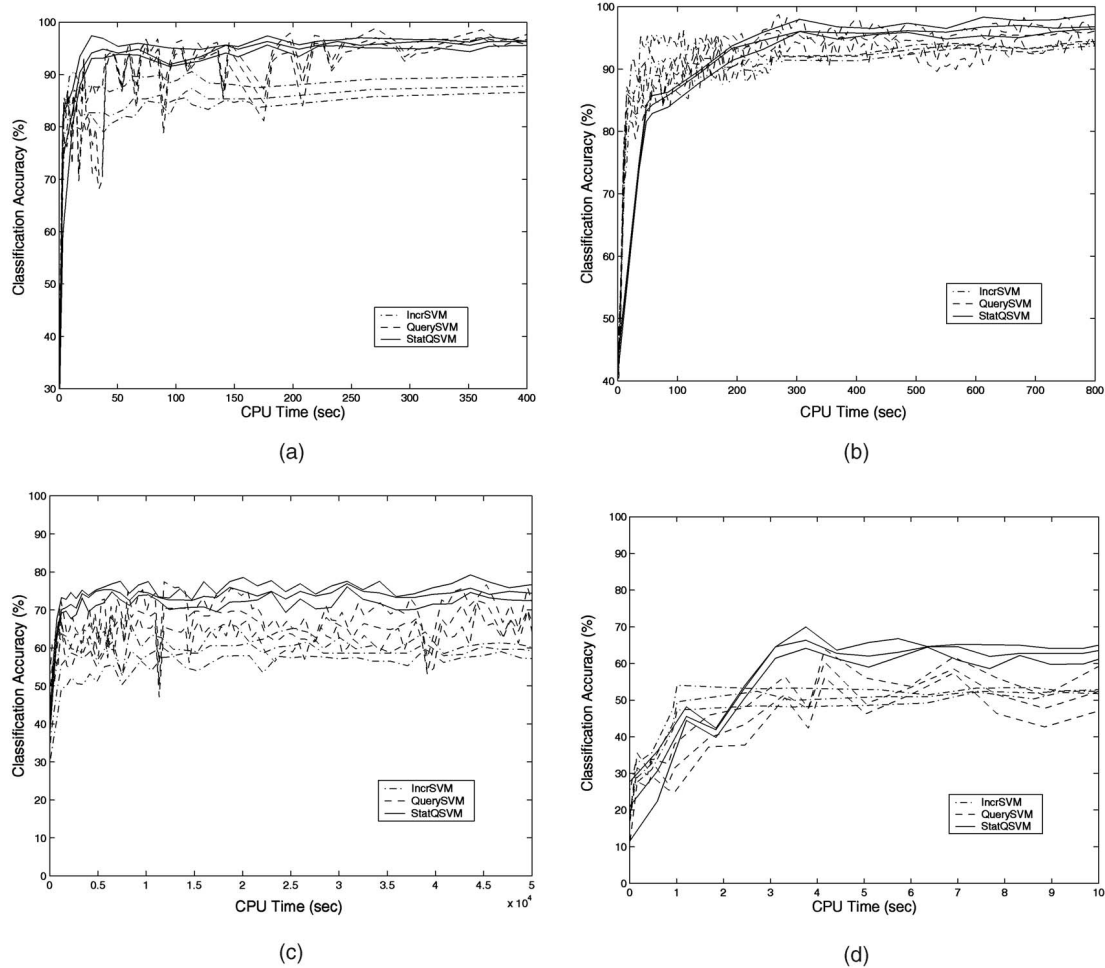 100
90
80
70
60
50
40
30
Classification Accuracy (%)
IncrSVM
QuerySVM
StatQSVM
0 50 100 150 200 250 300 350 400
CPU Time (sec)
(a)
100
90
80
70
60
50
40
Classification Accuracy (%)
IncrSVM
QuerySVM
StatQSVM
0 100 200 300 400 500 600 700 800
CPU Time (sec)
(b)
100
90
80
70
60
50
40
30
20
10
0
Classification Accuracy (%)
IncrSVM
QuerySVM
StatQSVM
0 0.5 1 1.5 2 2.5 3 3.5 4 4.5 5
CPU Time (sec)
x 10⁴
(c)
100
90
80
70
60
50
40
30
20
10
0
Classification Accuracy (%)
IncrSVM
QuerySVM
StatQSVM
0 1 2 3 4 5 6 7 8 9 10
CPU Time (sec)
(d)